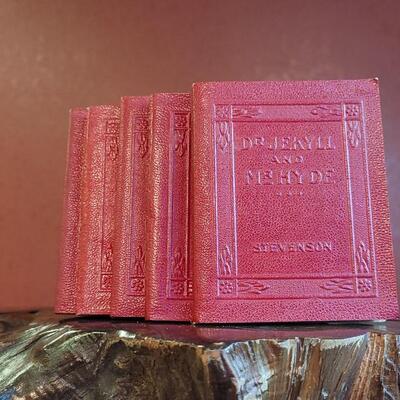 DR. JEKYLL
AND
MR. HYDE
STEVENSON